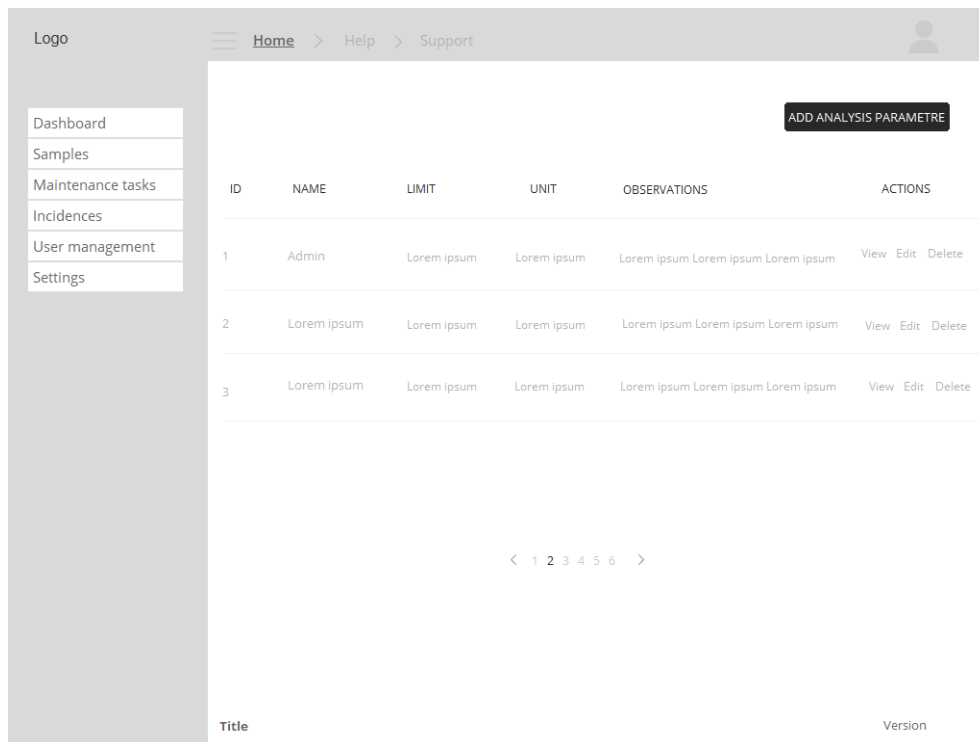 Logo
Home Help Support
Dashboard
Samples
Maintenance tasks
Incidences
User management
Settings
ADD ANALYSIS PARAMETRE
ID NAME LIMIT UNIT OBSERVATIONS ACTIONS
1 Admin Lorem ipsum Lorem ipsum Lorem ipsum Lorem ipsum Lorem ipsum View Edit Delete
2 Lorem ipsum Lorem ipsum Lorem ipsum Lorem ipsum Lorem ipsum Lorem ipsum View Edit Delete
3 Lorem ipsum Lorem ipsum Lorem ipsum Lorem ipsum Lorem ipsum Lorem ipsum View Edit Delete
1 2 3 4 5 6
Title Version